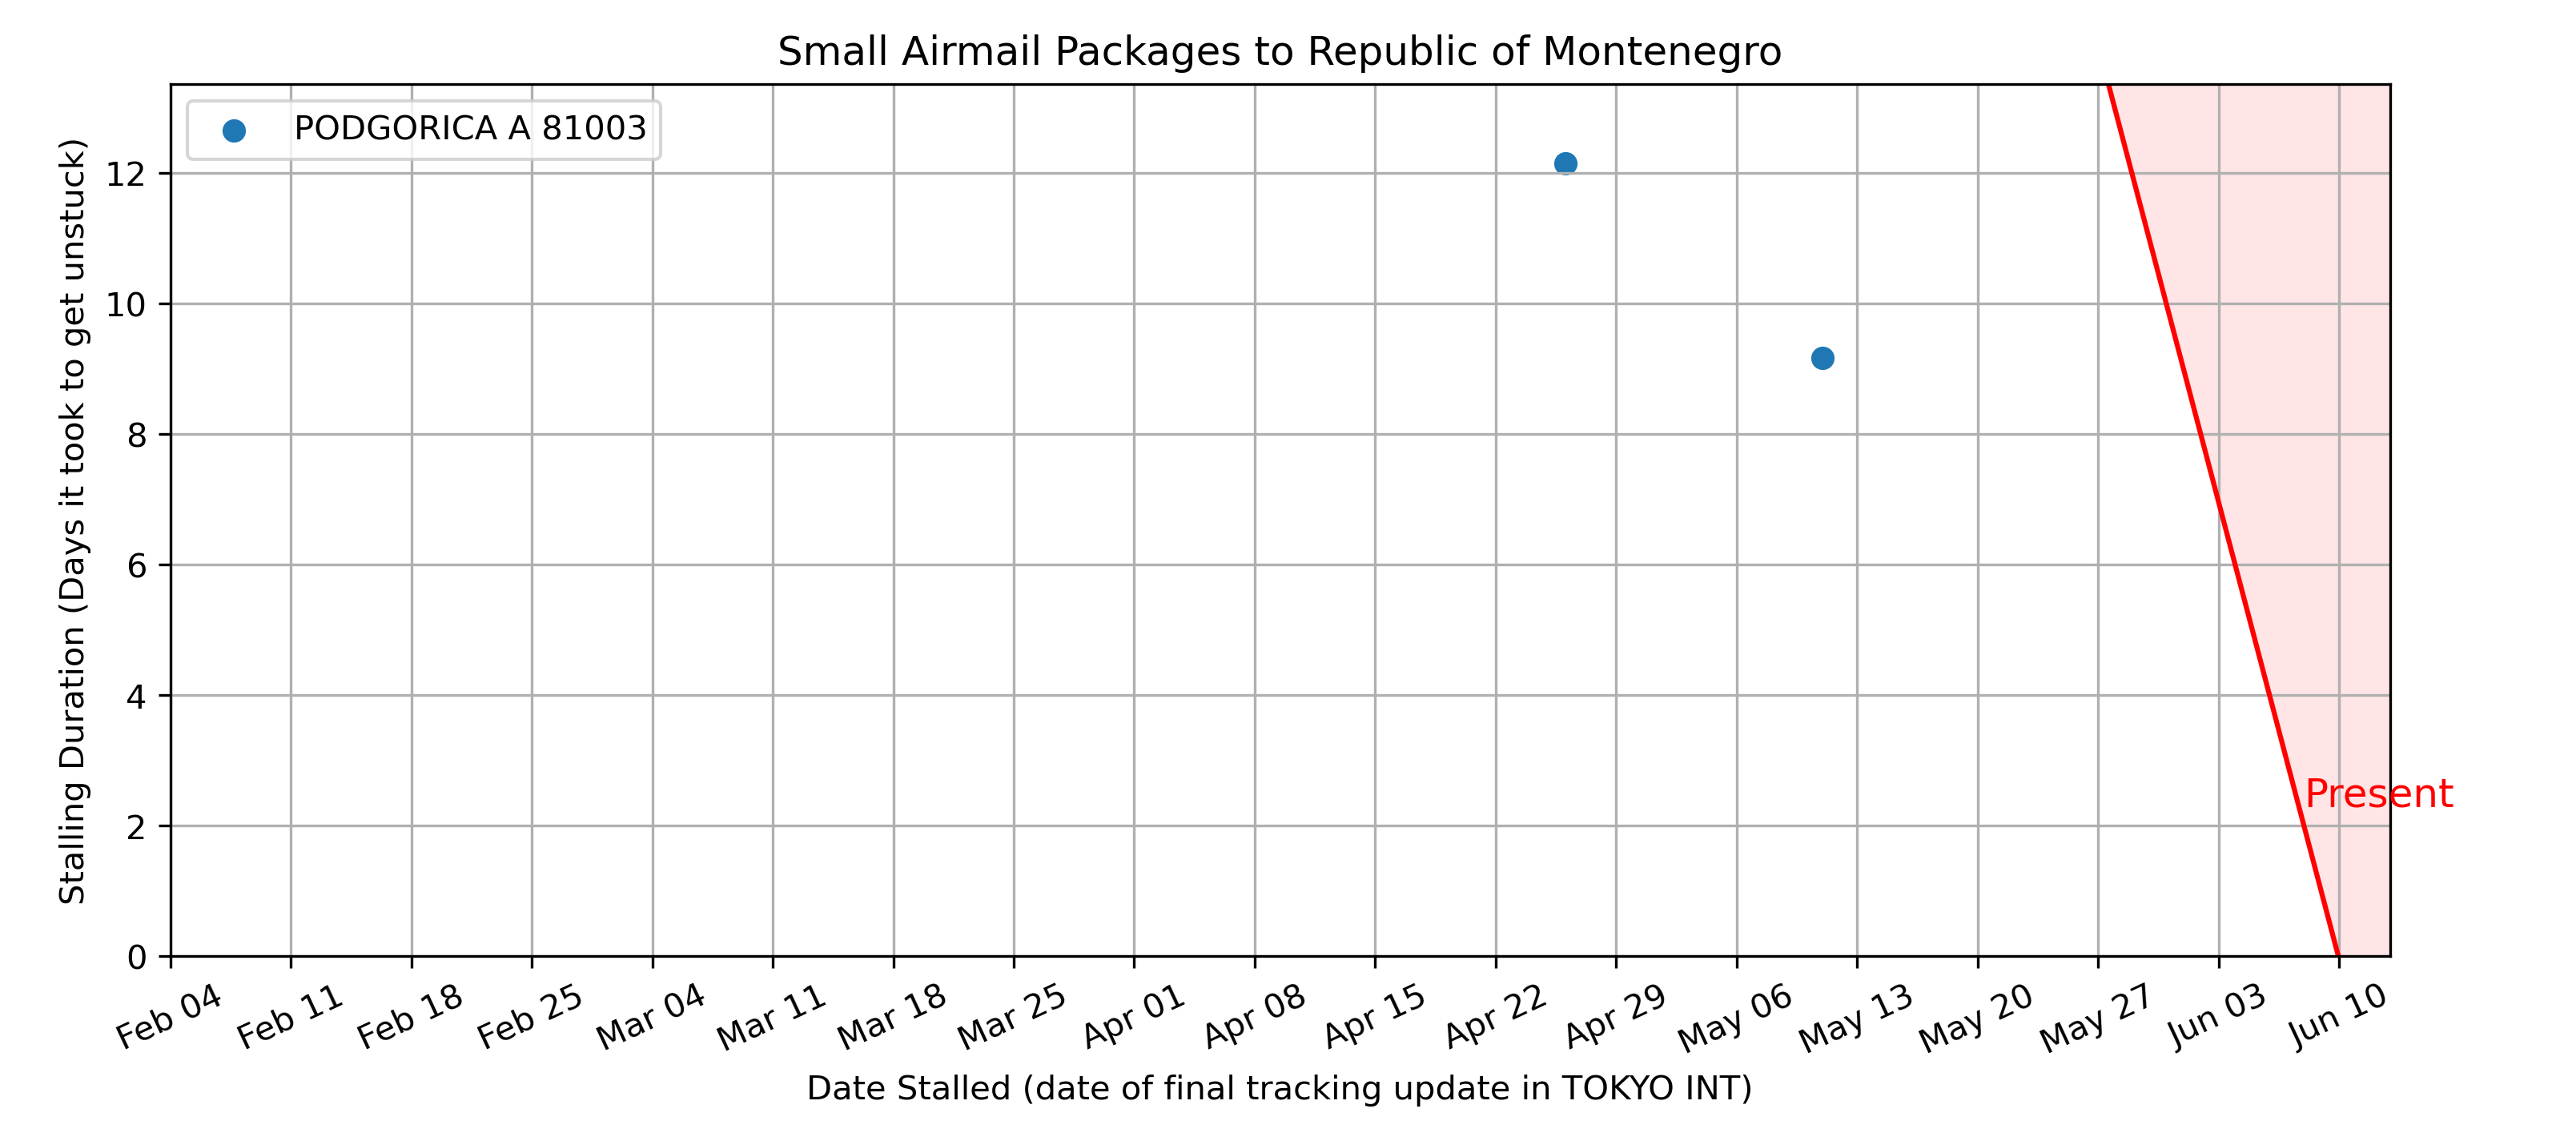 Small Airmail Packages to Republic of Montenegro
PODGORICA A 81003
Stalling Duration (Days it took to get unstuck)
12
10
8
6
4
2
0
Present
Feb 04
Feb 11
Feb 18
Feb 25
Mar 04
Mar 11
Mar 18
Mar 25
Apr 01
Apr 08
Apr 15
Apr 22
Apr 29
May 06
May 13
May 20
May 27
Jun 03
Jun 10
Date Stalled (date of final tracking update in TOKYO INT)